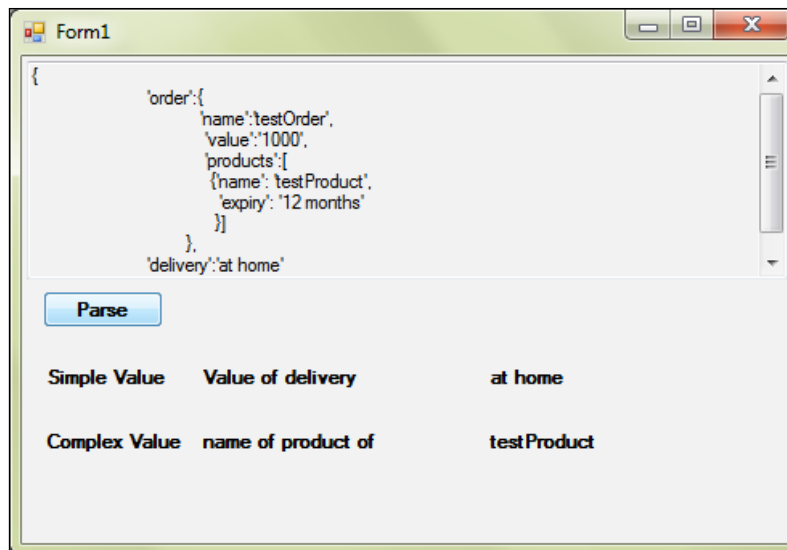 Form1
{
'order':{
'name':'testOrder',
'value':'1000',
'products':[
{'name': 'testProduct',
'expiry': '12 months'
}]
},
'delivery':'at home'
Parse
Simple Value Value of delivery at home
Complex Value name of product of testProduct